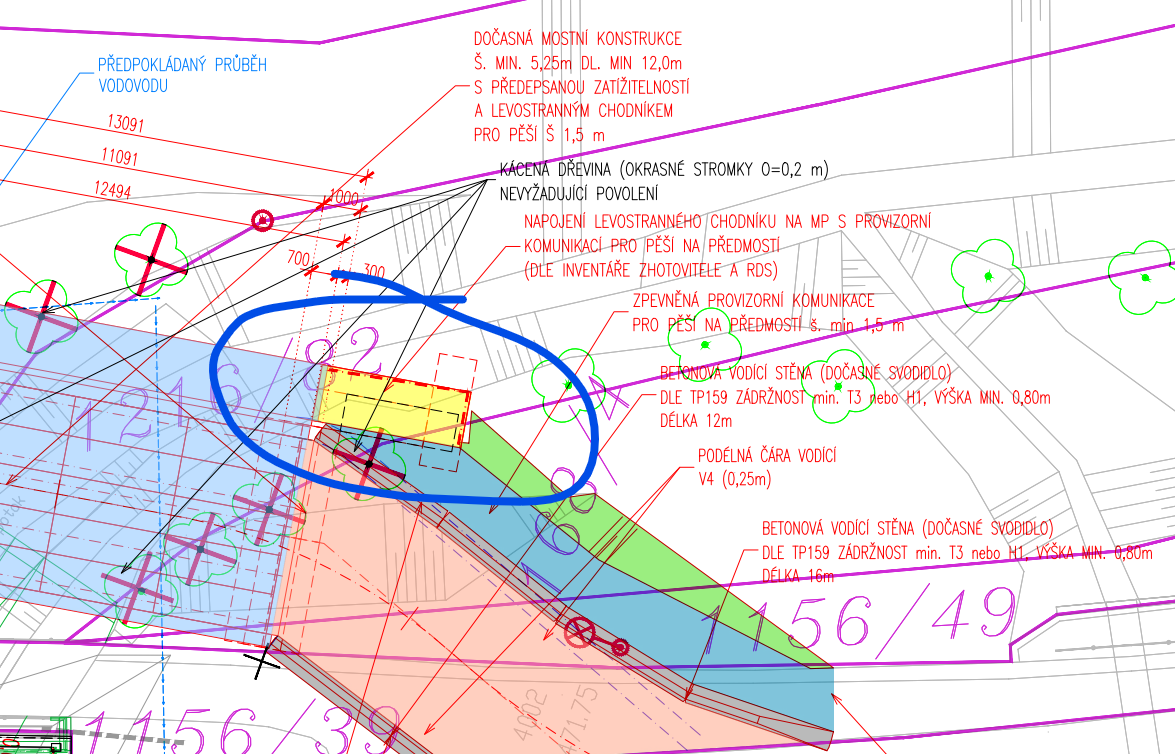 DOČASNÁ MOSTNÍ KONSTRUKCE
Š. MIN. 5,25m DL. MIN 12,0m
S PŘEDEPSANOU ZATÍŽITELNOSTÍ
A LEVOSTRANNÝM CHODNÍKEM
PRO PĚŠÍ Š 1,5 m
PŘEDPOKLÁDANÝ PRŮBĚH
VODOVODU
13091
11091
12494
1000
700
300
KÁCENÁ DŘEVINA (OKRASNÉ STROMKY O=0,2 m)
NEVYŽADUJÍCÍ POVOLENÍ
NAPOJENÍ LEVOSTRANNÉHO CHODNÍKU NA MP S PROVIZORNÍ
KOMUNIKACÍ PRO PĚŠÍ NA PŘEDMOSTÍ
(DLE INVENTÁŘE ZHOTOVITELE A RDS)
ZPEVNĚNÁ PROVIZORNÍ KOMUNIKACE
PRO PĚŠÍ NA PŘEDMOSTÍ š. min 1,5 m
BETONOVÁ VODÍCÍ STĚNA (DOČASNÉ SVODIDLO)
DLE TP159 ZÁDRŽNOST min. T3 nebo H1, VÝŠKA MIN. 0,80m
DÉLKA 12m
PODÉLNÁ ČÁRA VODÍCÍ
V4 (0,25m)
BETONOVÁ VODÍCÍ STĚNA (DOČASNÉ SVODIDLO)
DLE TP159 ZÁDRŽNOST min. T3 nebo H1, VÝŠKA MIN. 0,80m
DÉLKA 16m
1156/49
1156/39
4002
471.75